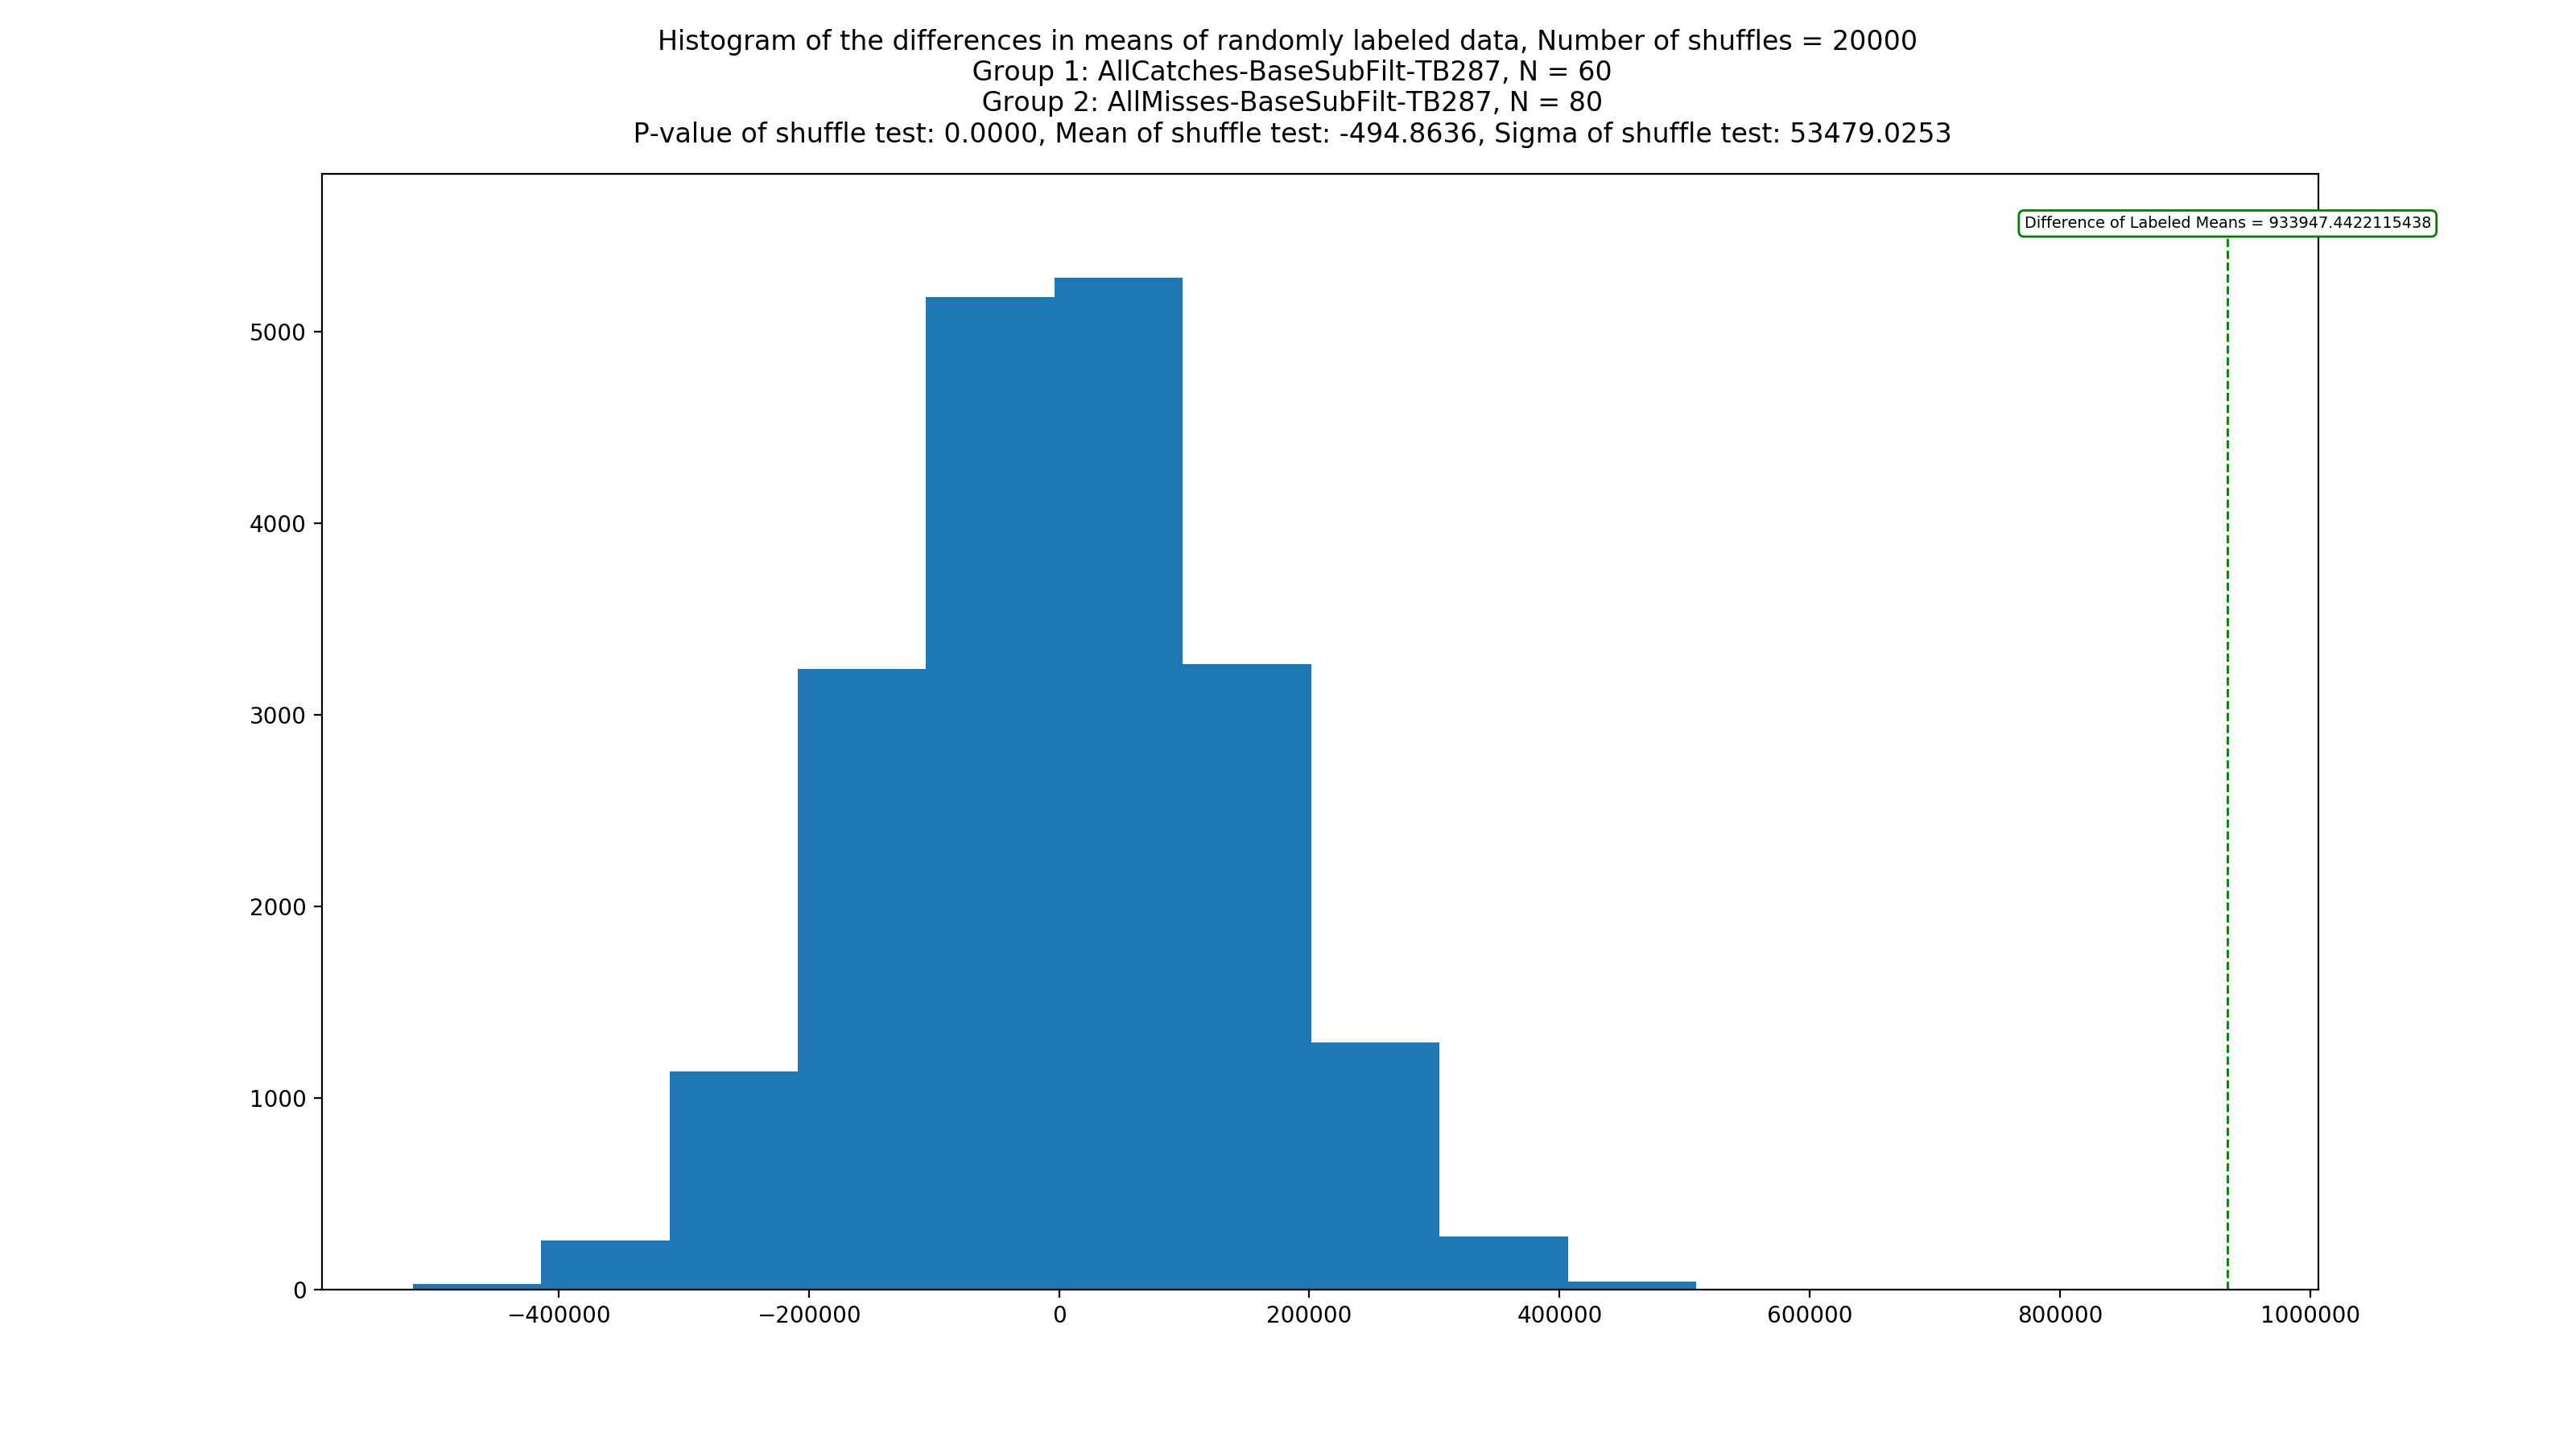 Histogram of the differences in means of randomly labeled data, Number of shuffles = 20000
Group 1: AllCatches-BaseSubFilt-TB287, N = 60
Group 2: AllMisses-BaseSubFilt-TB287, N = 80
P-value of shuffle test: 0.0000, Mean of shuffle test: -494.8636, Sigma of shuffle test: 53479.0253
Difference of Labeled Means = 933947.4422115438
5000
4000
3000
2000
1000
0
−400000 −200000 0 200000 400000 600000 800000 1000000